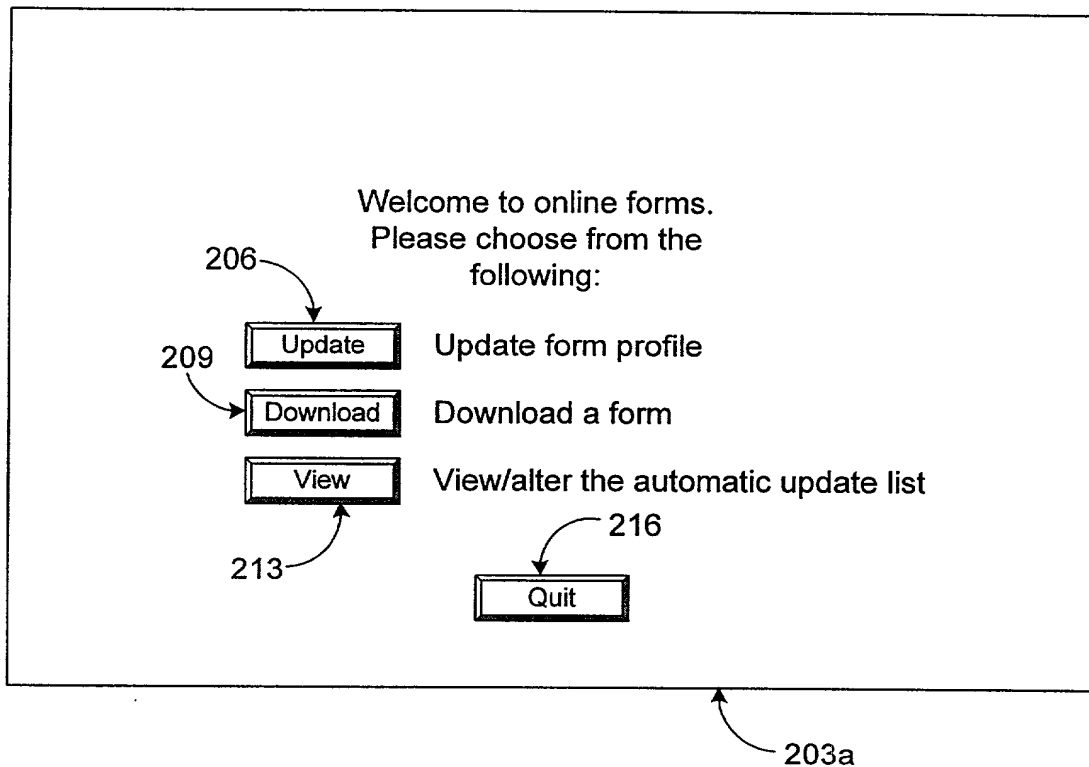 Welcome to online forms.
Please choose from the
following:
206
Update Update form profile
209
Download Download a form
View View/alter the automatic update list
216
213
Quit
203a